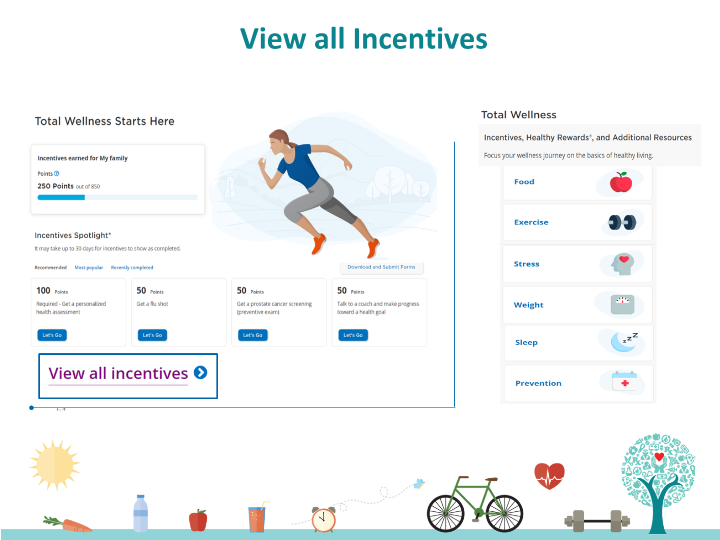 View all Incentives
Total Wellness Starts Here
Incentives earned for My family
Points
250 Points out of 850
Incentives Spotlight*
It may take up to 30 days for incentives to show as completed.
Recommended Most popular Recently completed
Download and Submit Forms
100 Points
Required - Get a personalized
health assessment
Let's Go
50 Points
Get a flu shot
Let's Go
50 Points
Get a prostate cancer screening
(preventive exam)
Let's Go
50 Points
Talk to a coach and make progress
toward a health goal
Let's Go
View all incentives
Total Wellness
Incentives, Healthy Rewards*, and Additional Resources
Focus your wellness journey on the basics of healthy living.
Food
Exercise
Stress
Weight
Sleep
zzZ
Prevention